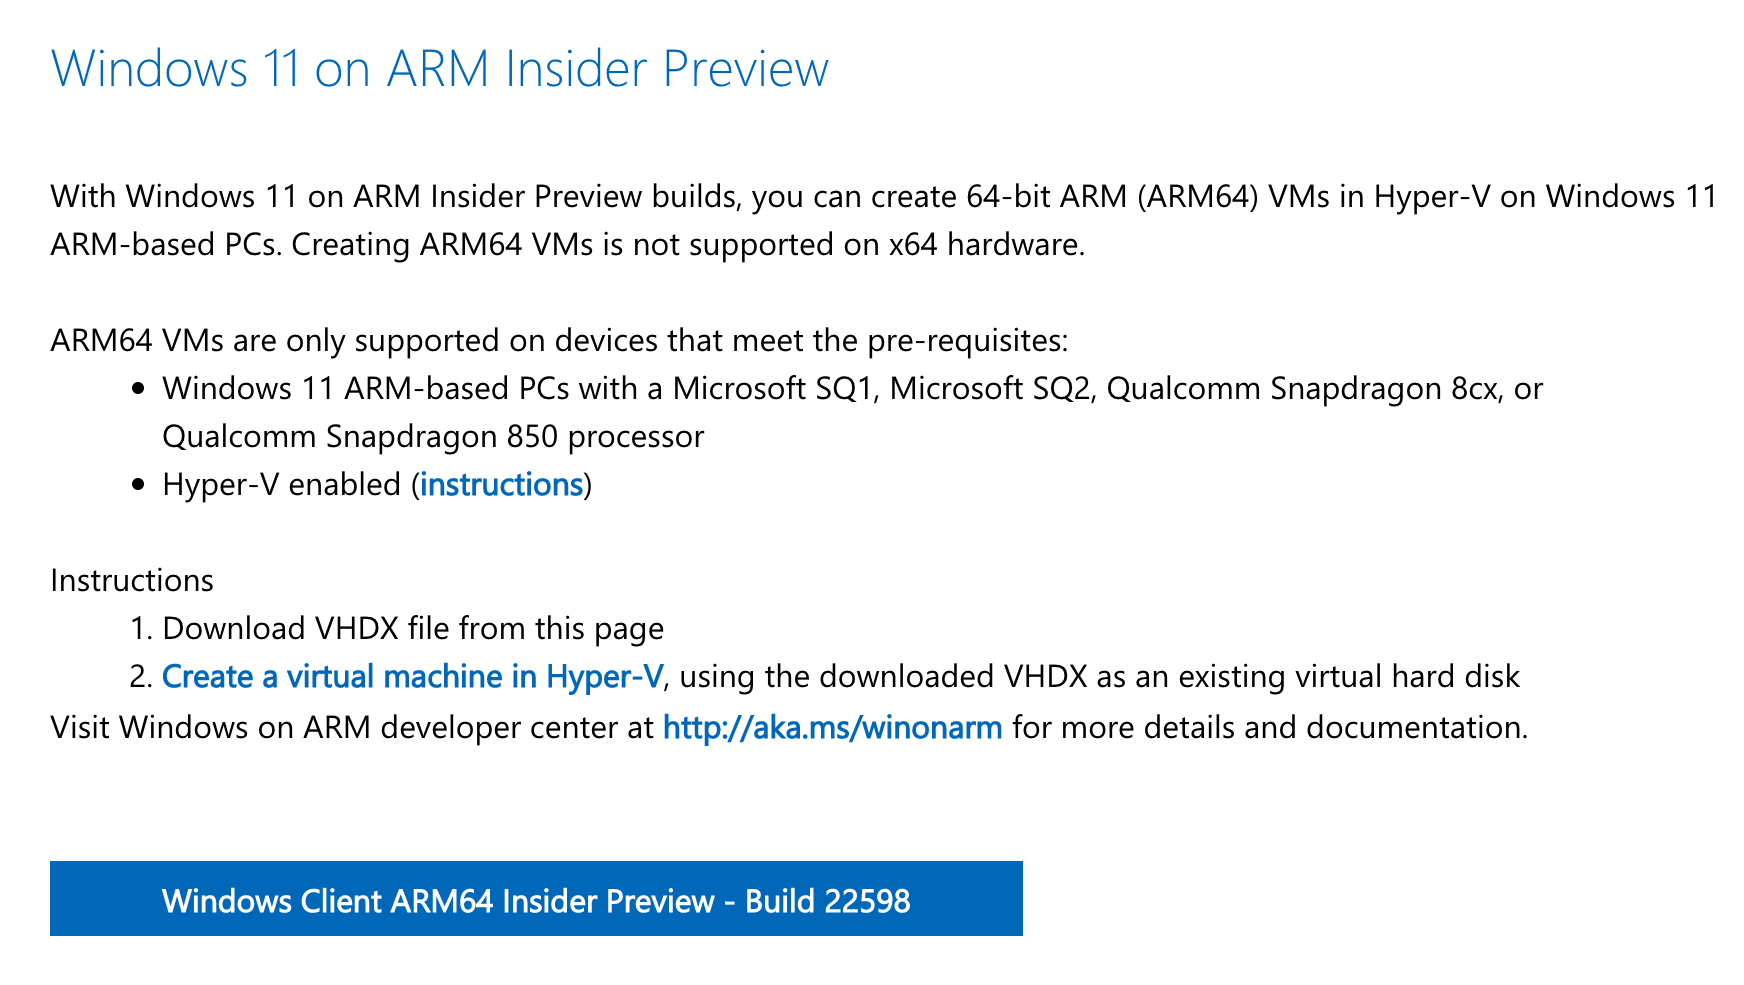 Windows 11 on ARM Insider Preview
With Windows 11 on ARM Insider Preview builds, you can create 64-bit ARM (ARM64) VMs in Hyper-V on Windows 11
ARM-based PCs. Creating ARM64 VMs is not supported on x64 hardware.
ARM64 VMs are only supported on devices that meet the pre-requisites:
• Windows 11 ARM-based PCs with a Microsoft SQ1, Microsoft SQ2, Qualcomm Snapdragon 8cx, or
Qualcomm Snapdragon 850 processor
• Hyper-V enabled (instructions)
Instructions
1. Download VHDX file from this page
2. Create a virtual machine in Hyper-V, using the downloaded VHDX as an existing virtual hard disk
Visit Windows on ARM developer center at http://aka.ms/winonarm for more details and documentation.
Windows Client ARM64 Insider Preview - Build 22598